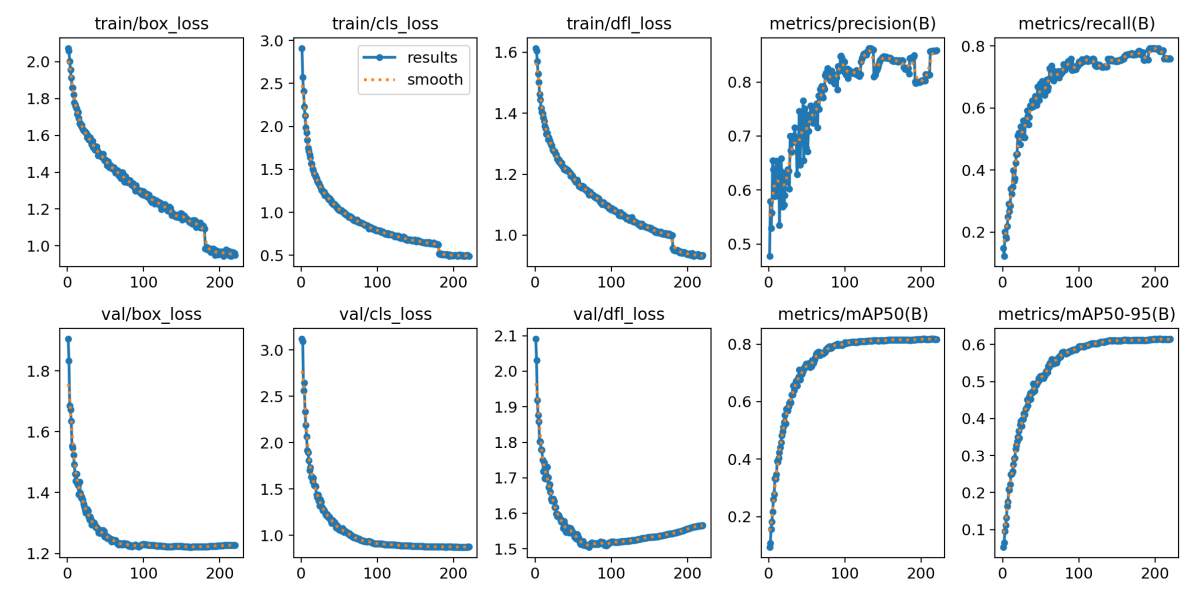 train/box_loss
train/cls_loss
train/dfl_loss
metrics/precision(B)
metrics/recall(B)
2.0
1.8
1.6
1.4
1.2
1.0
0 100 200
3.0
2.5
2.0
1.5
1.0
0.5
0 100 200
results
smooth
1.6
1.4
1.2
1.0
0 100 200
0.8
0.7
0.6
0.5
0 100 200
0.8
0.6
0.4
0.2
0 100 200
val/box_loss
val/cls_loss
val/dfl_loss
metrics/mAP50(B)
metrics/mAP50-95(B)
1.8
1.6
1.4
1.2
0 100 200
3.0
2.5
2.0
1.5
1.0
0 100 200
2.1
2.0
1.9
1.8
1.7
1.6
1.5
0 100 200
0.8
0.6
0.4
0.2
0 100 200
0.6
0.5
0.4
0.3
0.2
0.1
0 100 200